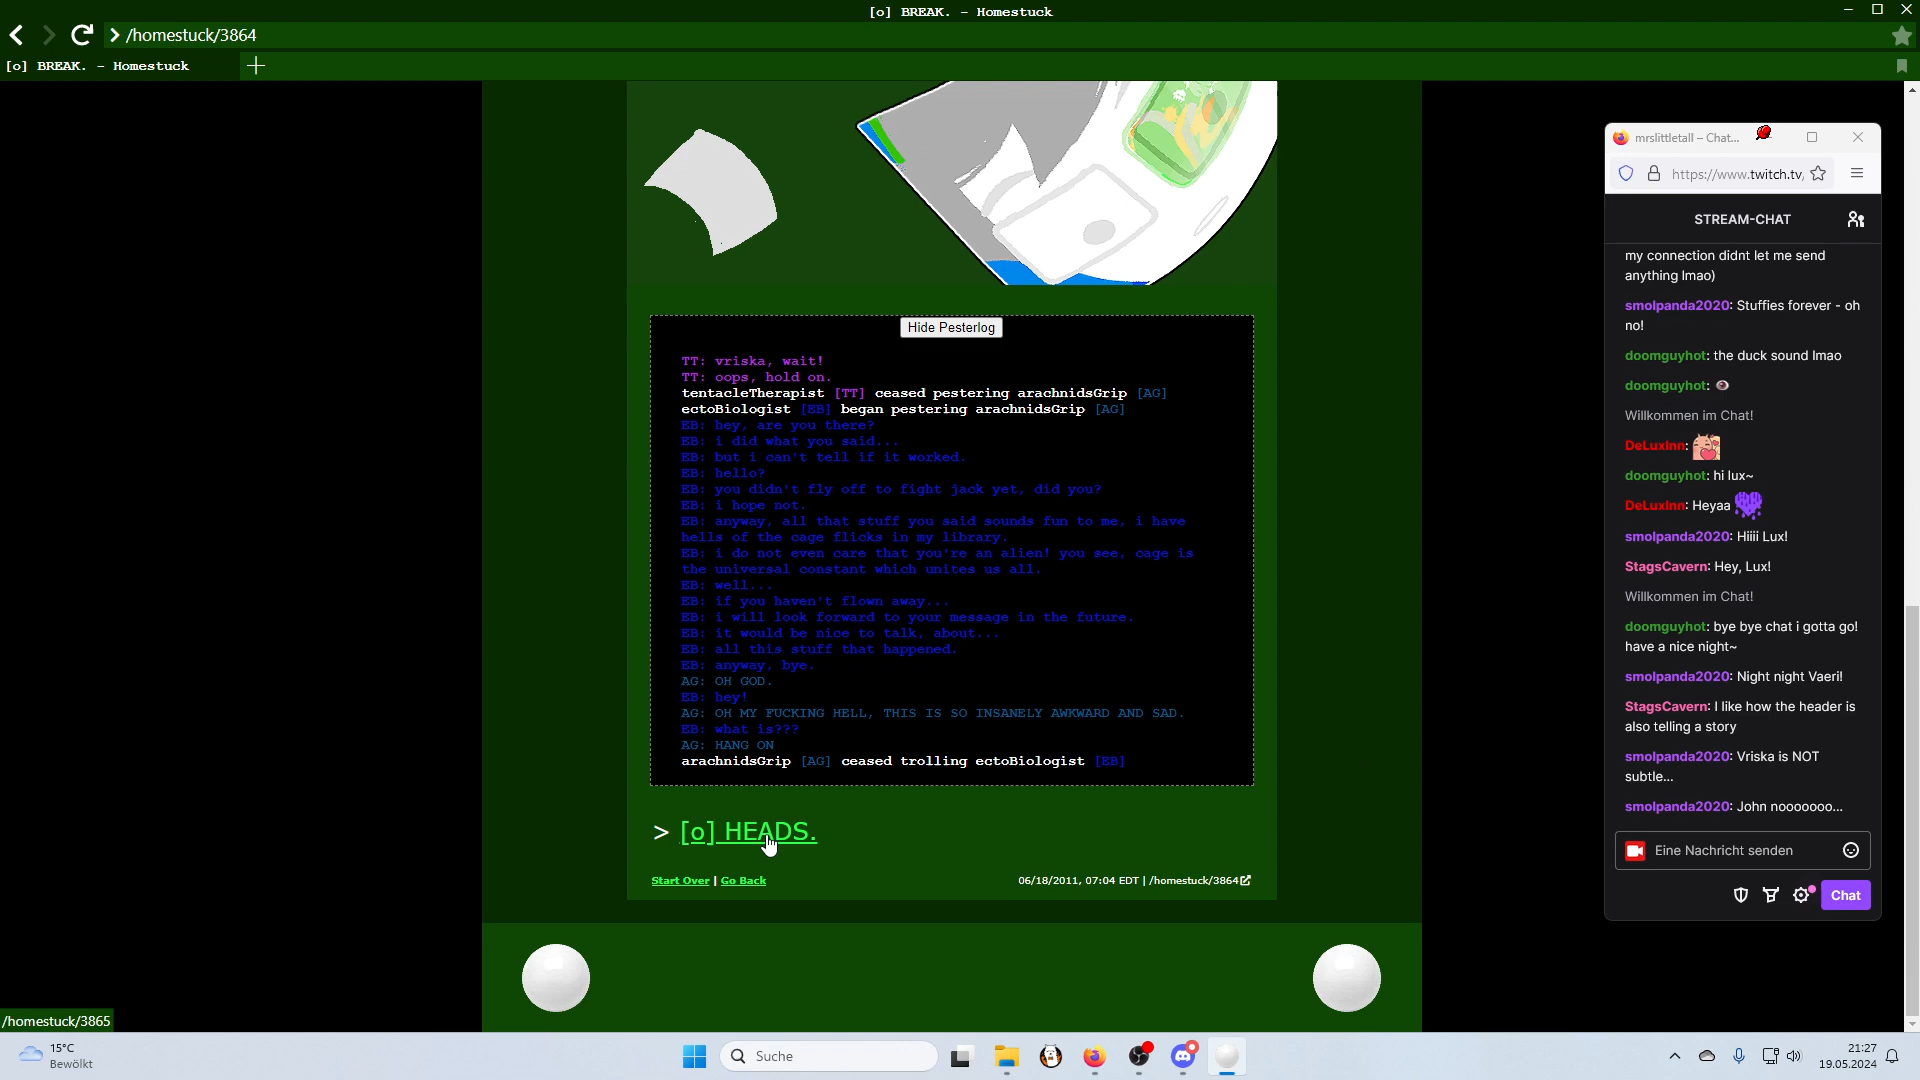 [o] BREAK. - Homestuck
/homestuck/3864
[o] BREAK. - Homestuck
Hide Pesterlog
TT: vriska, wait!
TT: oops, hold on.
tentacleTherapist [TT] ceased pestering arachnidsGrip [AG]
ectoBiologist [EB] began pestering arachnidsGrip [AG]
EB: hey, are you there?
EB: i did what you said...
EB: but i can't tell if it worked.
EB: hello?
EB: you didn't fly off to fight jack yet, did you?
EB: i hope not.
EB: anyway, all that stuff you said sounds fun to me, i have
hells of the cage flicks in my library.
EB: i do not even care that you're an alien! you see, cage is
the universal constant which unites us all.
EB: well...
EB: if you haven't flown away...
EB: i will look forward to your message in the future.
EB: it would be nice to talk, about...
EB: all this stuff that happened.
EB: anyway, bye.
AG: OH GOD.
EB: hey!
AG: OH MY FUCKING HELL, THIS IS SO INSANELY AWKWARD AND SAD.
EB: what is???
AG: HANG ON
arachnidsGrip [AG] ceased trolling ectoBiologist [EB]
> [o] HEADS.
Start Over | Go Back
06/18/2011, 07:04 EDT | /homestuck/3864
/homestuck/3865
mrslittletall – Chat...
https://www.twitch.tv,
STREAM-CHAT
my connection didnt let me send
anything lmao)
smolpanda2020: Stuffies forever - oh
no!
doomguyhot: the duck sound lmao
doomguyhot:
Willkommen im Chat!
DeLuxInn:
doomguyhot: hi lux~
DeLuxInn: Heyaa
smolpanda2020: Hiiii Lux!
StagsCavern: Hey, Lux!
Willkommen im Chat!
doomguyhot: bye bye chat i gotta go!
have a nice night~
smolpanda2020: Night night Vaeri!
StagsCavern: I like how the header is
also telling a story
smolpanda2020: Vriska is NOT
subtle...
smolpanda2020: John nooooooo...
Eine Nachricht senden
Chat
15°C
Bewölkt
Suche
21:27
19.05.2024